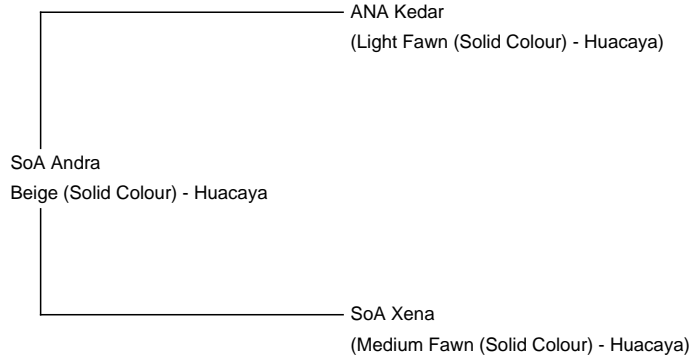 ANA Kedar
(Light Fawn (Solid Colour) - Huacaya)
SoA Andra
Beige (Solid Colour) - Huacaya
SoA Xena
(Medium Fawn (Solid Colour) - Huacaya)